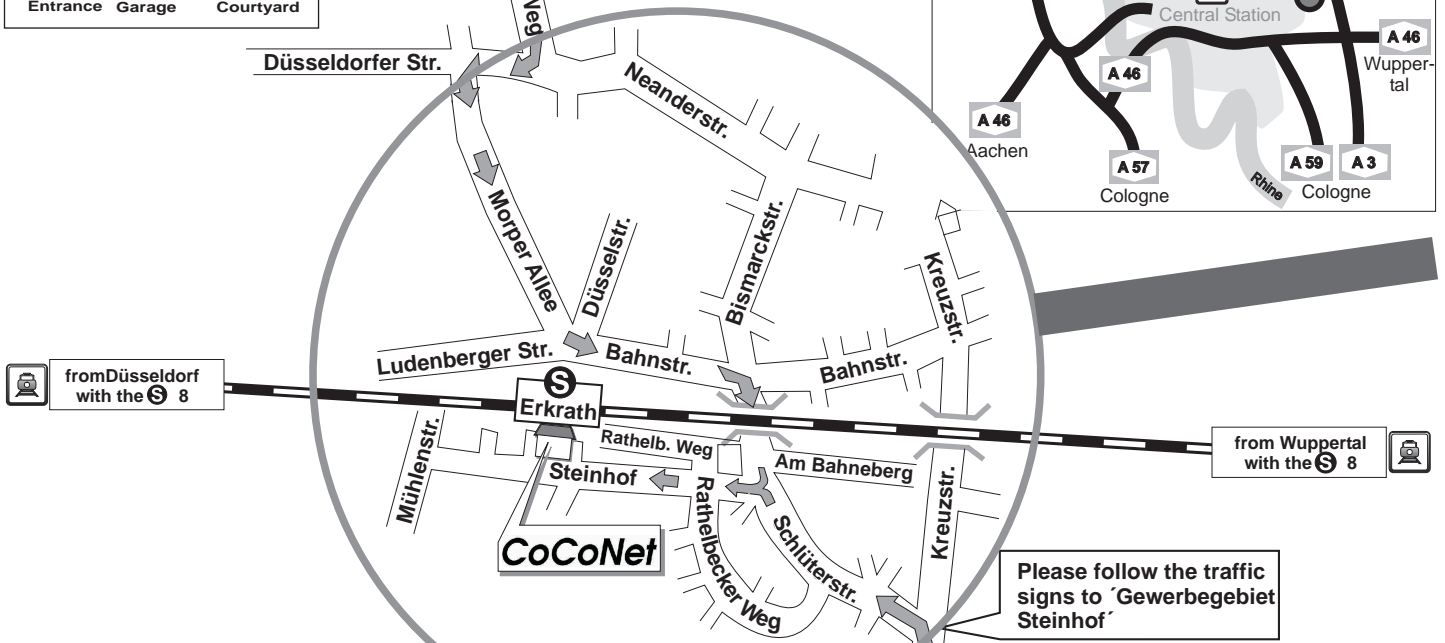 Entrance Garage Courtyard
Weg
Düsseldorfer Str.
Neanderstr.
Central Station
A 46
Wupper-
tal
A 46
A 46
Aachen
A 57
Cologne
A 59
A 3
Cologne
Rhine
Morper Allee
Düsselstr.
Bismarckstr.
Kreuzstr.
Ludenberger Str.
Bahnstr.
Bahnstr.
fromDüsseldorf
with the S 8
S
Erkrath
from Wuppertal
with the S 8
Mühlenstr.
Rathelb. Weg
Steinhof
Am Bahneberg
Rathelbecker Weg
Schlüterstr.
Kreuzstr.
CoCoNet
Please follow the traffic
signs to ´Gewerbegebiet
Steinhof´